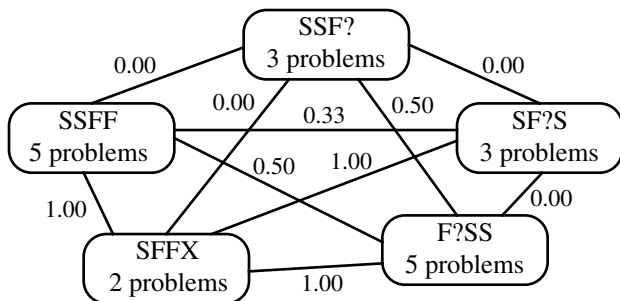 SSF?
3 problems
0.00
0.00
0.00
0.50
SSFF
5 problems
0.33
SF?S
3 problems
0.50
1.00
1.00
0.00
SFFX
2 problems
F?SS
5 problems
1.00